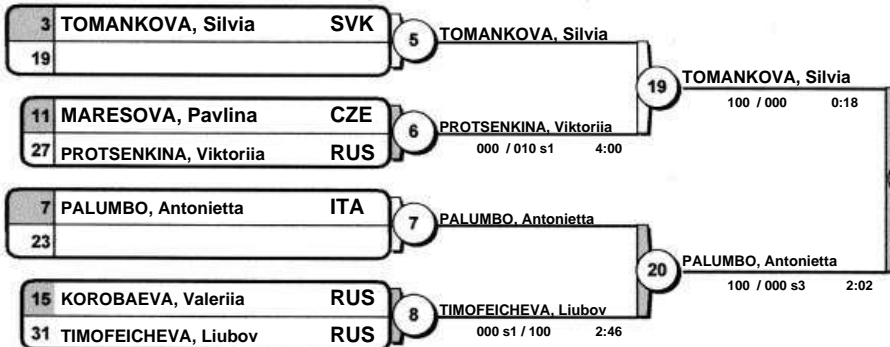 3 TOMANKOVA, Silvia SVK
19
5
TOMANKOVA, Silvia
11 MARESOVA, Pavlina CZE
27 PROTSENKINA, Viktoriia RUS
6
PROTSENKINA, Viktoriia
000 / 010 s1 4:00
19
TOMANKOVA, Silvia
100 / 000 0:18
7 PALUMBO, Antonietta ITA
23
7
PALUMBO, Antonietta
15 KOROBAEVA, Valeriia RUS
31 TIMOFEICHEVA, Liubov RUS
8
TIMOFEICHEVA, Liubov
000 s1 / 100 2:46
20
PALUMBO, Antonietta
100 / 000 s3 2:02